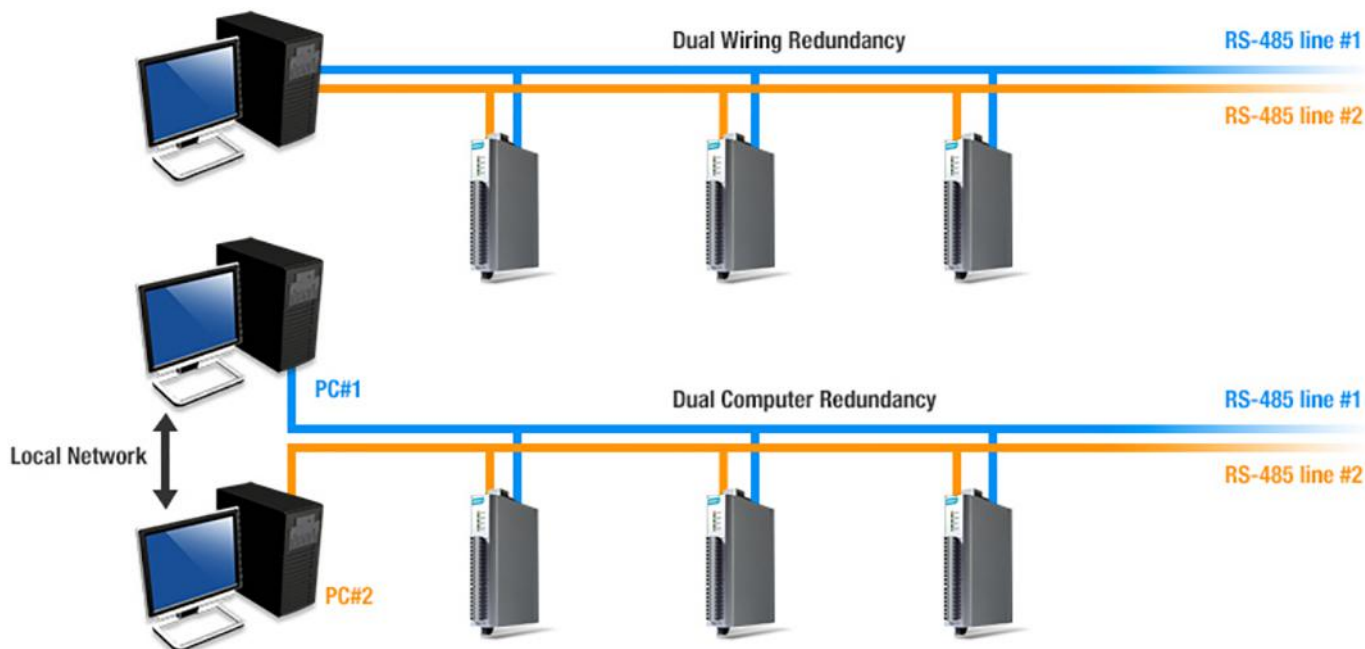 Dual Wiring Redundancy
RS-485 line #1
RS-485 line #2
PC#1
Dual Computer Redundancy
RS-485 line #1
Local Network
RS-485 line #2
PC#2